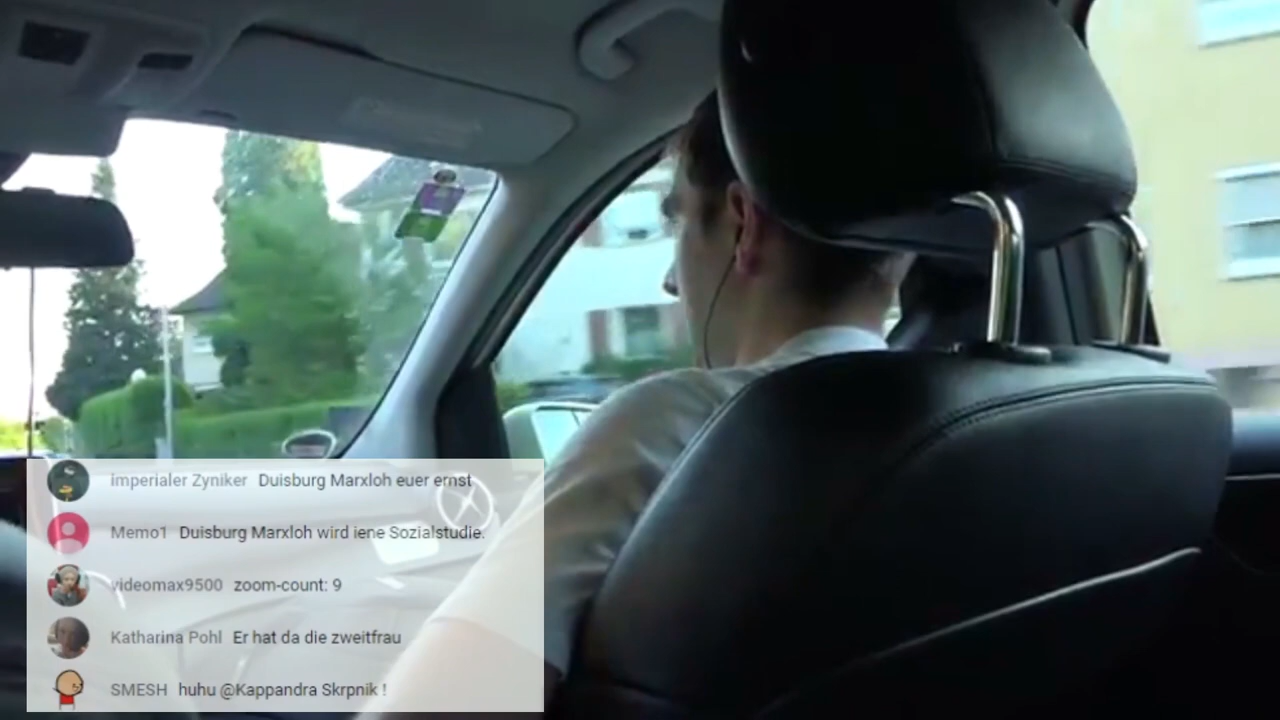 imperialer Zyniker Duisburg Marxloh euer ernst
Memo1 Duisburg Marxloh wird iene Sozialstudie.
videomax9500 zoom-count: 9
Katharina Pohl Er hat da die zweitfrau
SMESH huhu @Kappandra Skrpnik !